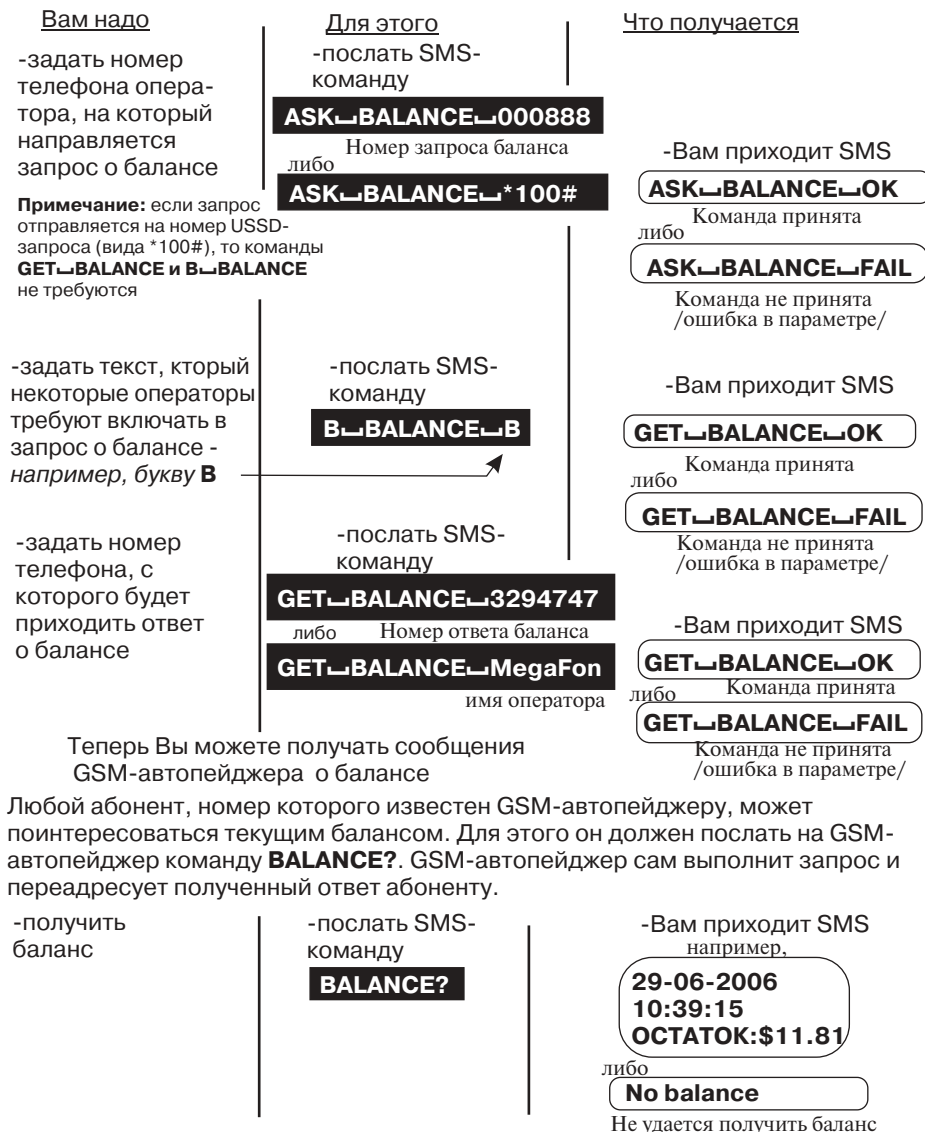 Вам надо
Для этого
Что получается
-задать номер
телефона опера-
тора, на который
направляется
запрос о балансе
Примечание: если запрос
отправляется на номер USSD-
запроса (вида *100#), то команды
GET⎵BALANCE и B⎵BALANCE
не требуются
-послать SMS-
команду
ASK⎵BALANCE⎵000888
Номер запроса баланса
либо
ASK⎵BALANCE⎵*100#
-Вам приходит SMS
ASK⎵BALANCE⎵OK
Команда принята
либо
ASK⎵BALANCE⎵FAIL
Команда не принята
/ошибка в параметре/
-задать текст, кторый
некоторые операторы
требуют включать в
запрос о балансе -
например, букву B
-послать SMS-
команду
B⎵BALANCE⎵B
-Вам приходит SMS
GET⎵BALANCE⎵OK
Команда принята
либо
GET⎵BALANCE⎵FAIL
Команда не принята
/ошибка в параметре/
-задать номер
телефона, с
которого будет
приходить ответ
о балансе
-послать SMS-
команду
GET⎵BALANCE⎵3294747
либо Номер ответа баланса
GET⎵BALANCE⎵MegaFon
имя оператора
-Вам приходит SMS
GET⎵BALANCE⎵OK
либо Команда принята
GET⎵BALANCE⎵FAIL
Команда не принята
/ошибка в параметре/
Теперь Вы можете получать сообщения
GSM-автопейджера о балансе
Любой абонент, номер которого известен GSM-автопейджеру, может
поинтересоваться текущим балансом. Для этого он должен послать на GSM-
автопейджер команду BALANCE?. GSM-автопейджер сам выполнит запрос и
переадресует полученный ответ абоненту.
-получить
баланс
-послать SMS-
команду
BALANCE?
-Вам приходит SMS
например,
29-06-2006
10:39:15
ОСТАТОК:$11.81
либо
No balance
Не удается получить баланс